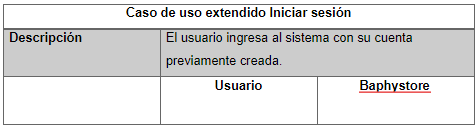 Caso de uso extendido Iniciar sesión
Descripción
El usuario ingresa al sistema con su cuenta
previamente creada.
Usuario
Baphystore